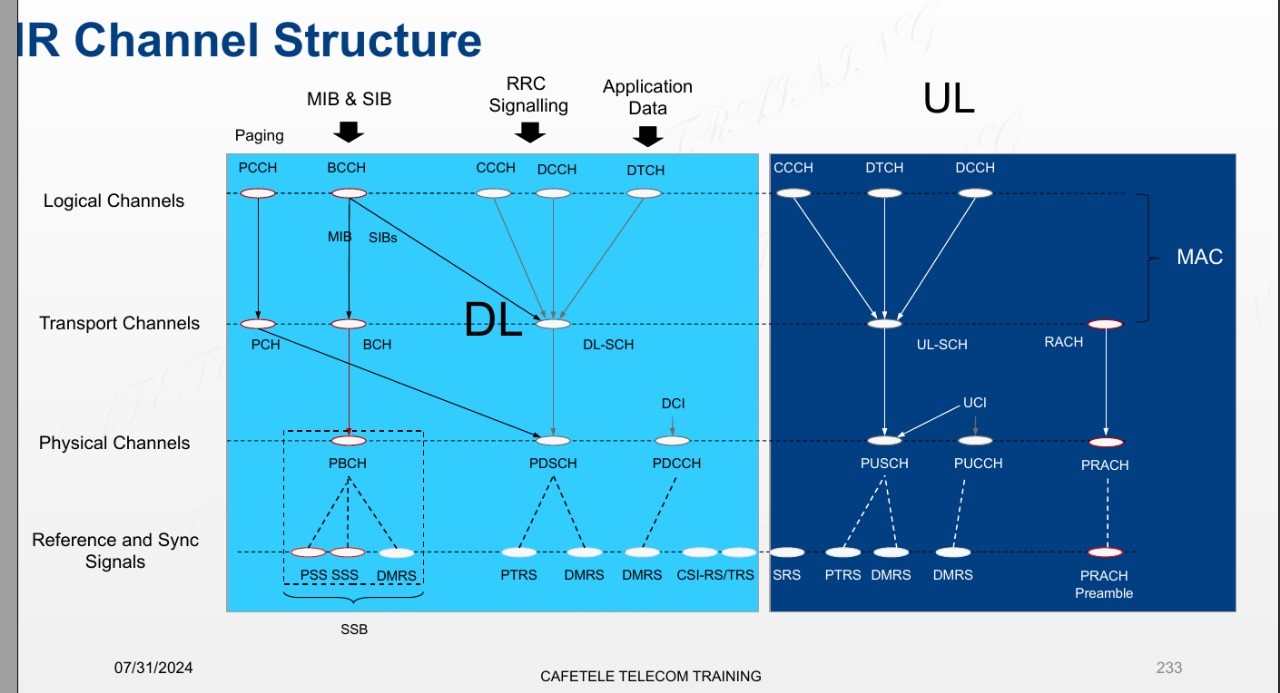 IR Channel Structure
MIB & SIB
RRC
Signalling
Application
Data
UL
Paging
PCCH BCCH CCCH DCCH DTCH CCCH DTCH DCCH
Logical Channels
MIB SIBs
MAC
DL
Transport Channels
PCH BCH DL-SCH UL-SCH RACH
DCI UCI
Physical Channels
PBCH PDSCH PDCCH PUSCH PUCCH PRACH
Reference and Sync
Signals
PSS SSS DMRS PTRS DMRS DMRS CSI-RS/TRS SRS PTRS DMRS DMRS PRACH
Preamble
SSB
07/31/2024
CAFETELE TELECOM TRAINING
233